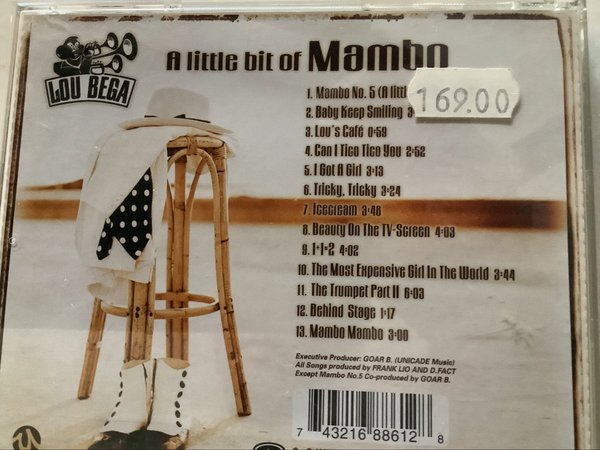 LOU BEGA
A little bit of Mambo
169.00
1. Mambo No. 5 (A littl
2. Baby Keep Smiling 3
3. Lou's Café 0:59
4. Can I Tico Tico You 2:52
5. I Got A Girl 3:13
6. Tricky, Tricky 3:24
7. Icecream 3:48
8. Beauty On The TV-Screen 4:03
9. 1+1=2 4:02
10. The Most Expensive Girl In The World 3:44
11. The Trumpet Part II 6:03
12. Behind Stage 1:17
13. Mambo Mambo 3:00
Executive Producer: GOAR B. (UNICADE Music)
All Songs produced by FRANK LIO AND D.FACT
Except Mambo No.5 Co-produced by GOAR B.
7 43216 88612 8